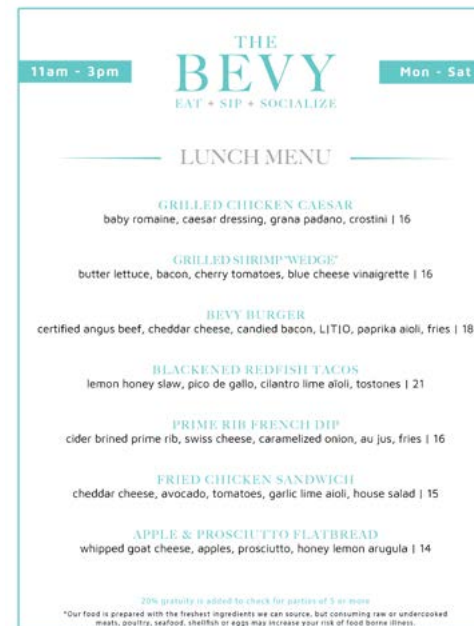 THE
11am - 3pm
BEVY
Mon - Sat
EAT + SIP + SOCIALIZE
LUNCH MENU
GRILLED CHICKEN CAESAR
baby romaine, caesar dressing, grana padano, crostini | 16
GRILLED SHRIMP "WEDGE"
butter lettuce, bacon, cherry tomatoes, blue cheese vinaigrette | 16
BEVY BURGER
certified angus beef, cheddar cheese, candied bacon, L|T|O, paprika aioli, fries | 18
BLACKENED REDFISH TACOS
lemon honey slaw, pico de gallo, cilantro lime aïoli, tostones | 21
PRIME RIB FRENCH DIP
cider brined prime rib, swiss cheese, caramelized onion, au jus, fries | 16
FRIED CHICKEN SANDWICH
cheddar cheese, avocado, tomatoes, garlic lime aioli, house salad | 15
APPLE & PROSCIUTTO FLATBREAD
whipped goat cheese, apples, prosciutto, honey lemon arugula | 14
20% gratuity is added to check for parties of 5 or more
*Our food is prepared with the freshest ingredients we can source, but consuming raw or undercooked
meats, poultry, seafood, shellfish or eggs may increase your risk of food borne illness.